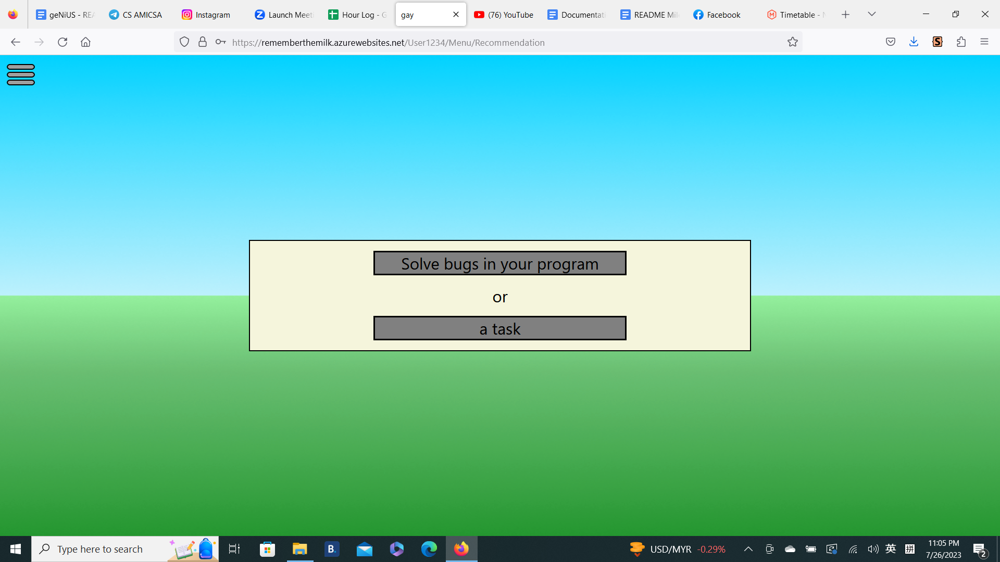 geNiUS - REA
CS AMICSA
Instagram
Launch Meeti
Hour Log - G
gay
(76) YouTube
Documentati
README Mil
Facebook
Timetable - N
https://rememberthemilk.azurewebsites.net/User1234/Menu/Recommendation
Solve bugs in your program
or
a task
Type here to search
B.
USD/MYR -0.29%
英
拼
11:05 PM
7/26/2023
2